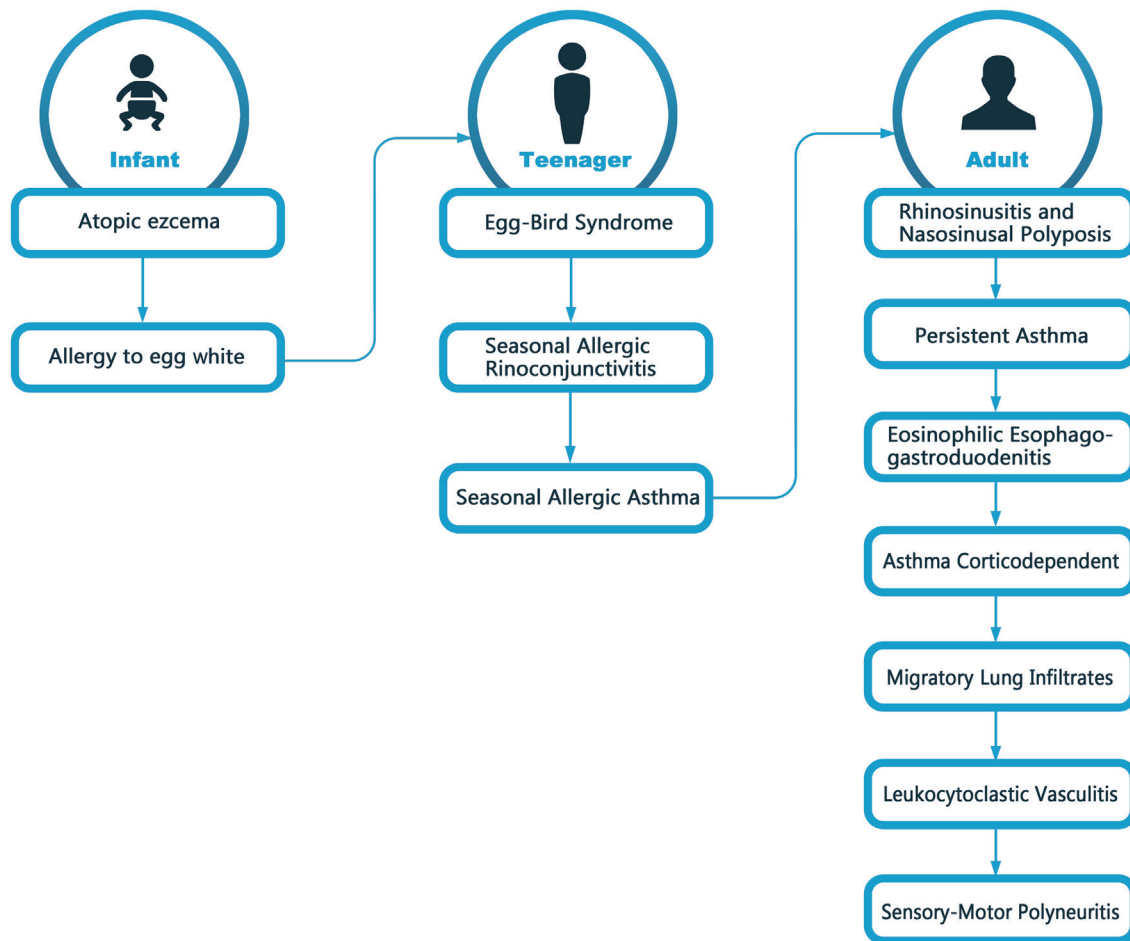 Infant
Atopic ezcema
Allergy to egg white
Teenager
Egg-Bird Syndrome
Seasonal Allergic
Rinoconjunctivitis
Seasonal Allergic Asthma
Adult
Rhinosinusitis and
Nasosinusal Polyposis
Persistent Asthma
Eosinophilic Esophago-
gastroduodenitis
Asthma Corticodependent
Migratory Lung Infiltrates
Leukocytoclastic Vasculitis
Sensory-Motor Polyneuritis